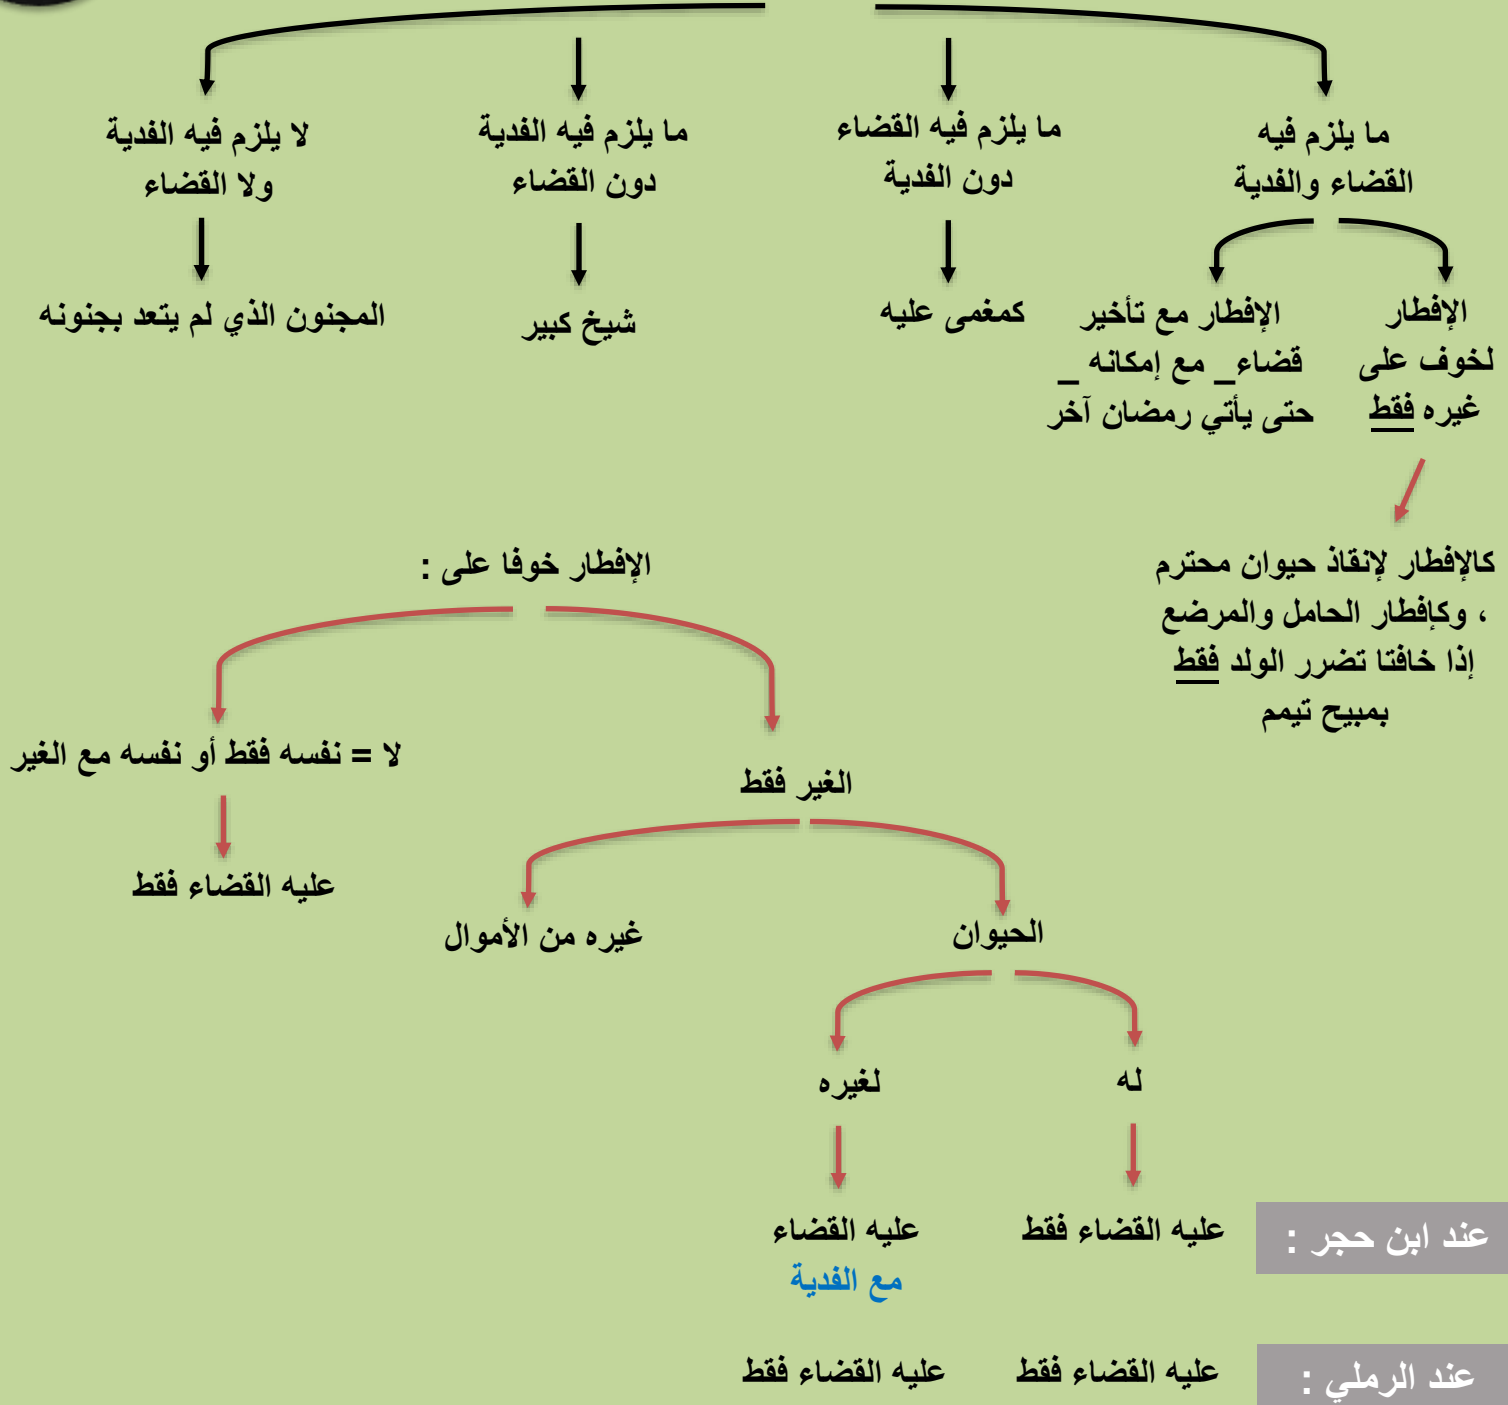 ما يلزم فيه
القضاء والفدية
ما يلزم فيه القضاء
دون الفدية
ما يلزم فيه الفدية
دون القضاء
لا يلزم فيه الفدية
ولا القضاء
الإفطار
لخوف على
غيره فقط
الإفطار مع تأخير
قضاء_ مع إمكانه _
حتى يأتي رمضان آخر
كمغمى عليه
شيخ كبير
المجنون الذي لم يتعد بجنونه
كالإفطار لإنقاذ حيوان محترم
، وكإفطار الحامل والمرضع
إذا خافتا تضرر الولد فقط
بمبيح تيمم
الإفطار خوفا على :
الغير فقط
لا = نفسه فقط أو نفسه مع الغير
عليه القضاء فقط
الحيوان
غيره من الأموال
له
لغيره
عند ابن حجر :
عليه القضاء فقط
عليه القضاء
مع الفدية
عند الرملي :
عليه القضاء فقط
عليه القضاء فقط